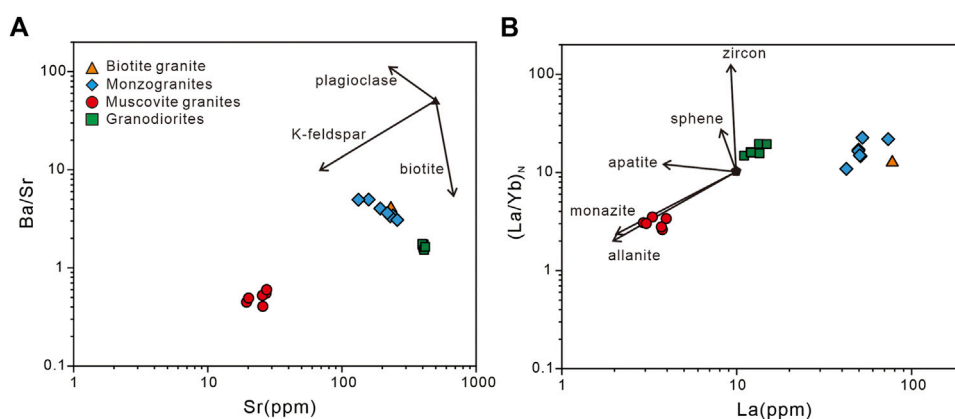 A
B
Biotite granite
Monzogranites
Muscovite granites
Granodiorites
plagioclase
K-feldspar
biotite
100
10
1
0.1
Ba/Sr
1
10
100
1000
Sr(ppm)
zircon
sphene
apatite
monazite
allanite
100
10
1
0.1
(La/Yb)N
1
10
100
La(ppm)